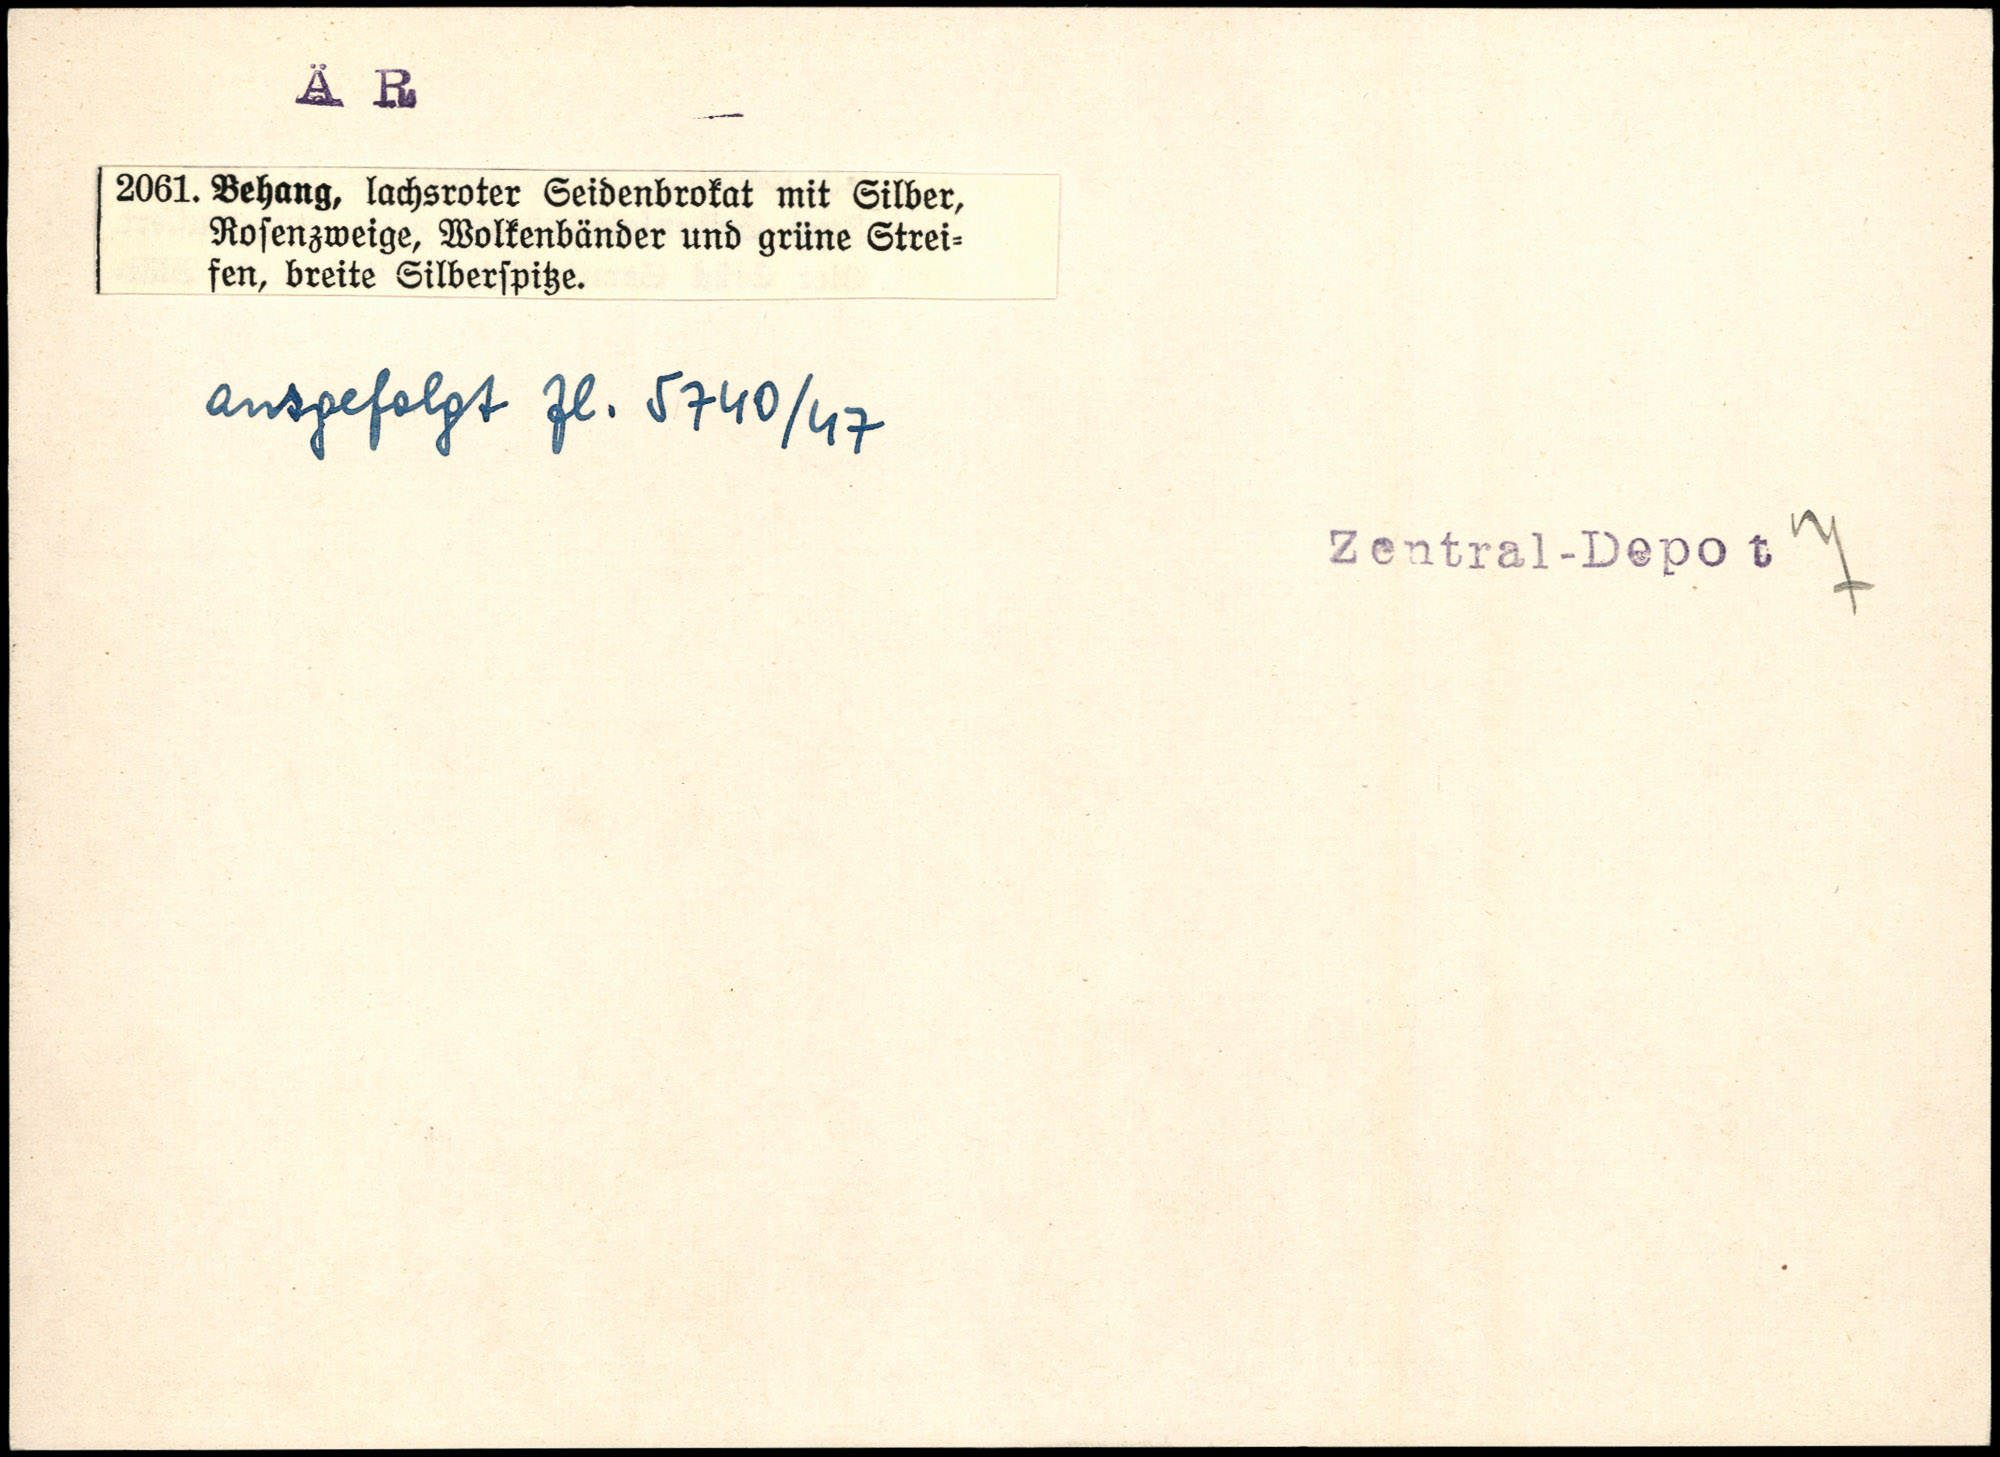 Ä R
2061. Behang, lachsroter Seidenbrokat mit Silber,
Rosenzweige, Wolkenbänder und grüne Strei-
fen, breite Silberspitze.
ausgefolgt Zl. 5740/47
Zentral-Depot